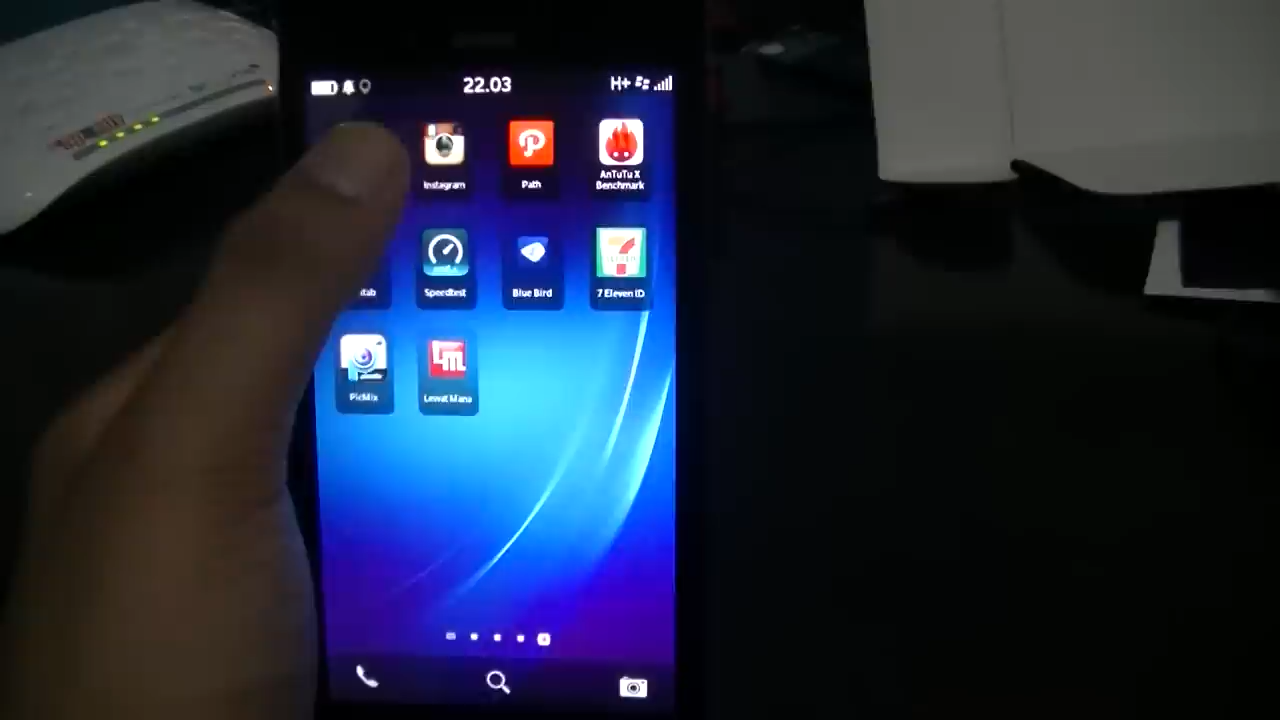 22.03
H+
Instagram
Path
AnTuTu X
Benchmark
Speedtest
Blue Bird
7 Eleven ID
PicMix
Lewat Mana